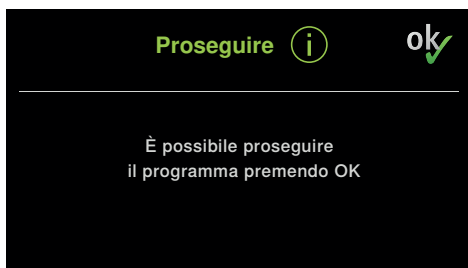 Proseguire i ok
È possibile proseguire
il programma premendo OK